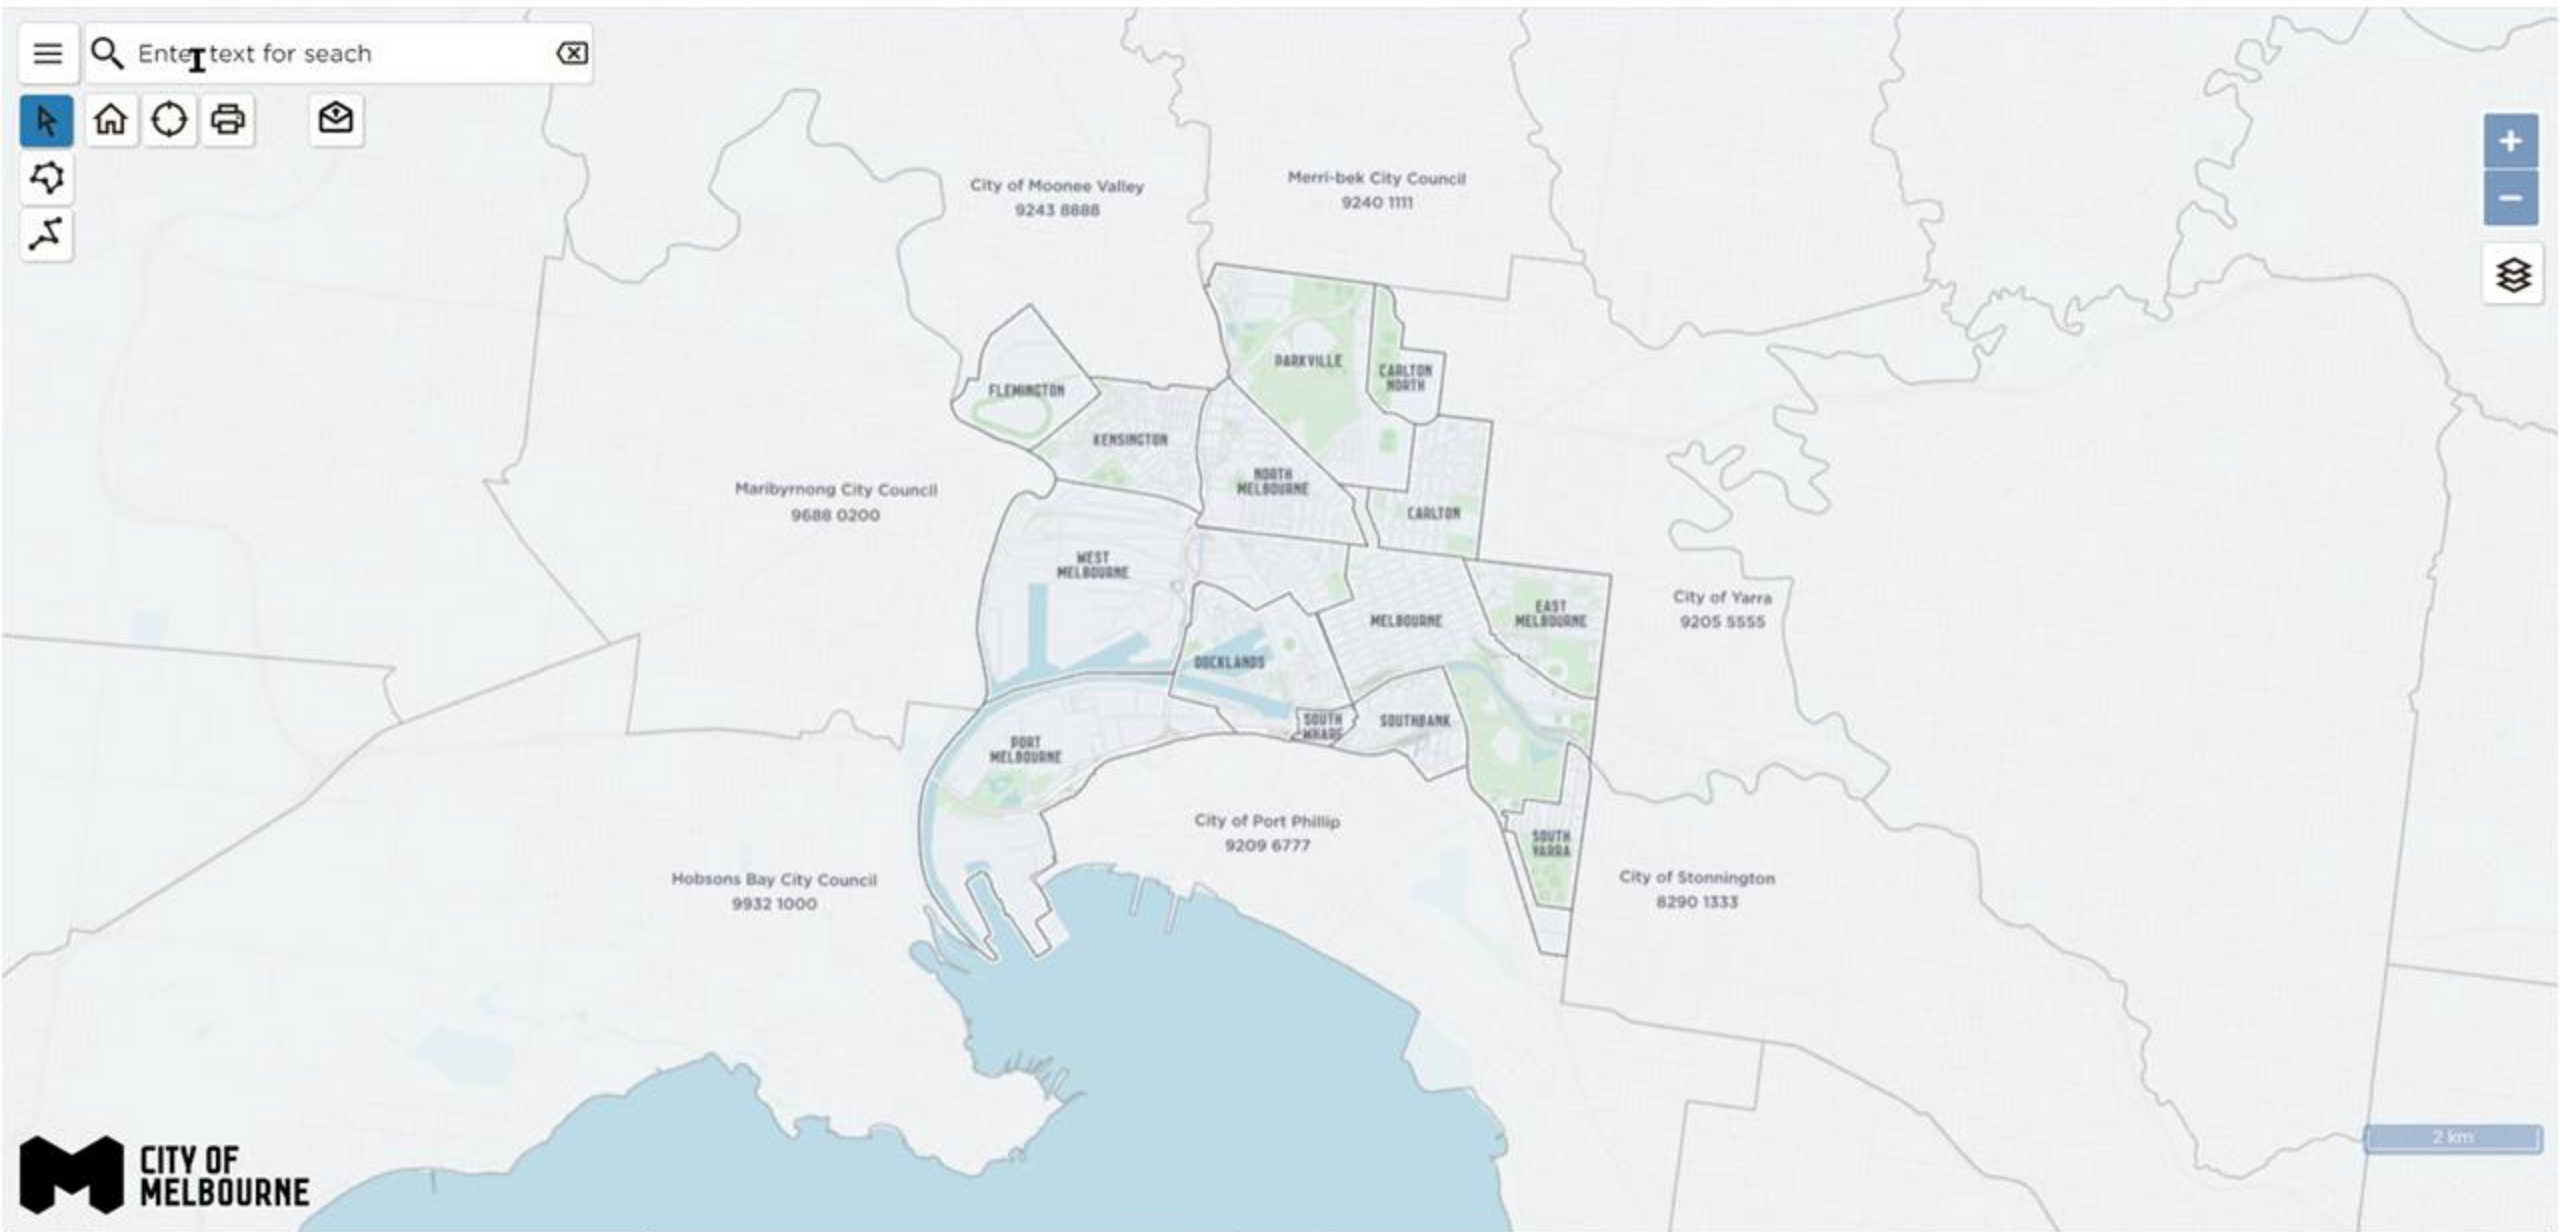 Enter text for seach
City of Moonee Valley
9243 8888
Merri-bek City Council
9240 1111
PARKVILLE
CARLTON
NORTH
FLEMINGTON
KENSINGTON
NORTH
MELBOURNE
Maribyrnong City Council
9688 0200
CARLTON
WEST
MELBOURNE
MELBOURNE
EAST
MELBOURNE
City of Yarra
9205 5555
DOCKLANDS
SOUTH
WHARF
SOUTHBANK
PORT
MELBOURNE
City of Port Phillip
9209 6777
SOUTH
YARRA
Hobsons Bay City Council
9932 1000
City of Stonnington
8290 1333
2 km
CITY OF
MELBOURNE